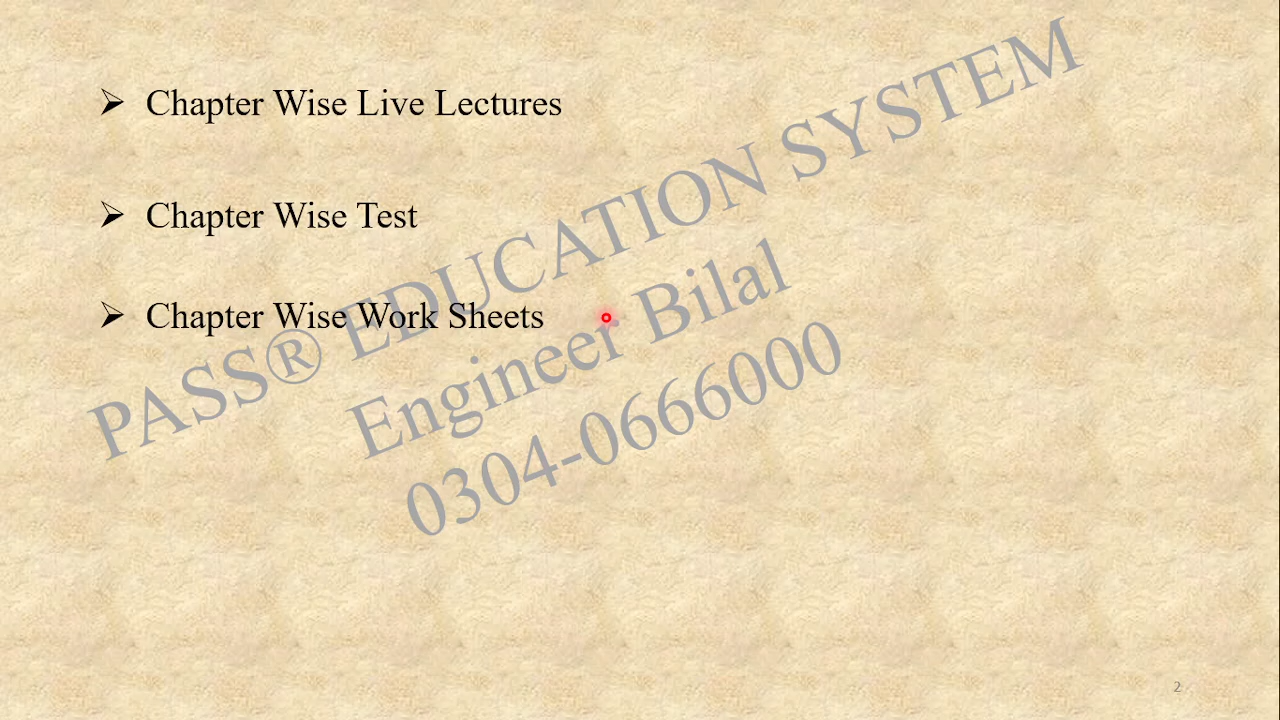 ➢ Chapter Wise Live Lectures
➢ Chapter Wise Test
➢ Chapter Wise Work Sheets
PASS® EDUCATION SYSTEM
Engineer Bilal
0304-0666000
2